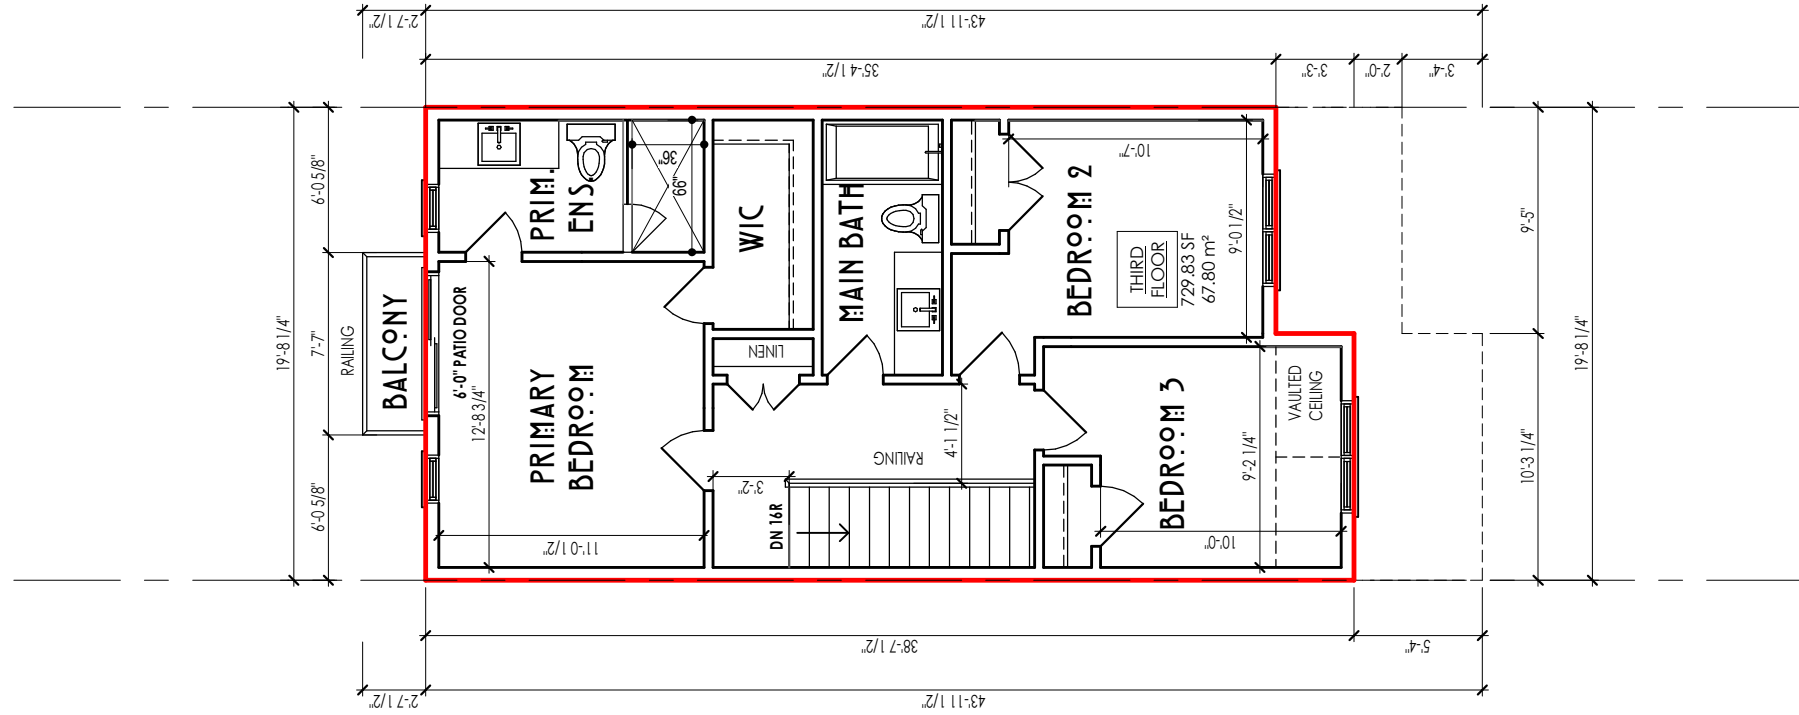 2'-7 1/2"
43'-11 1/2"
35'-4 1/2"
3'-3"
2'-0"
3'-4"
19'-8 1/4"
6'-0 5/8"
7'-7"
6'-0 5/8"
RAILING
BALCONY
6'-0" PATIO DOOR
12'-8 3/4"
PRIMARY
BEDROOM
11'-0 1/2"
PRIM.
ENS
36"
66"
WIC
LINEN
MAIN BATH
3'-2"
DN 16R
RAILING
4'-1 1/2"
BEDROOM 2
10'-7"
9'-0 1/2"
THIRD
FLOOR
729.83 SF
67.80 m²
BEDROOM 3
9'-2 1/4"
10'-0"
VAULTED
CEILING
9'-5"
10'-3 1/4"
19'-8 1/4"
38'-7 1/2"
5'-4"
2'-7 1/2"
43'-11 1/2"